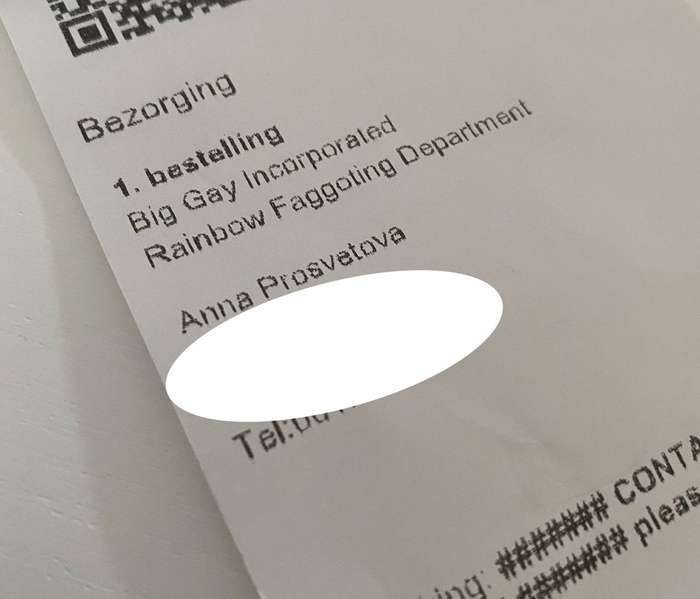 Bezorging
1. bestelling
Big Gay Incorporated
Rainbow Faggoting Department
Anna Prosvetova
Tel:
####### CONTA
####### pleas